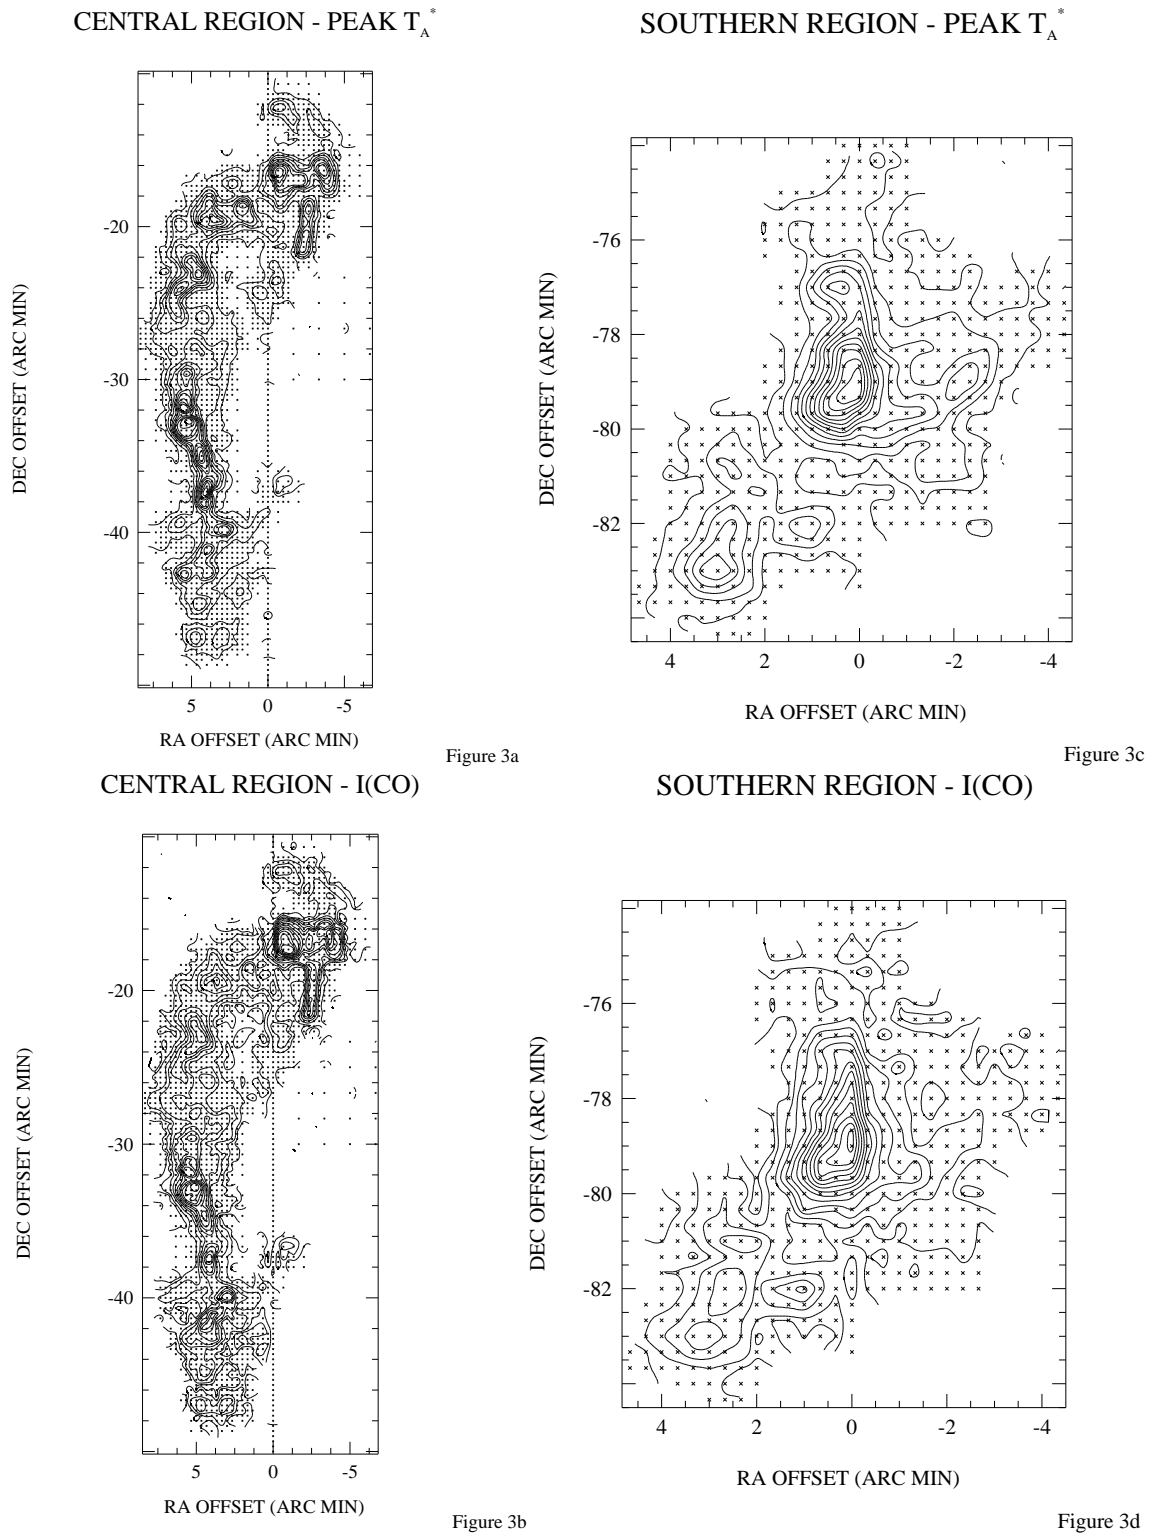 CENTRAL REGION - PEAK T_A^*
-20
-30
-40
DEC OFFSET (ARC MIN)
5 0 -5
RA OFFSET (ARC MIN)
Figure 3a
SOUTHERN REGION - PEAK T_A^*
-76
-78
-80
-82
DEC OFFSET (ARC MIN)
4 2 0 -2 -4
RA OFFSET (ARC MIN)
Figure 3c
CENTRAL REGION - I(CO)
-20
-30
-40
DEC OFFSET (ARC MIN)
5 0 -5
RA OFFSET (ARC MIN)
Figure 3b
SOUTHERN REGION - I(CO)
-76
-78
-80
-82
DEC OFFSET (ARC MIN)
4 2 0 -2 -4
RA OFFSET (ARC MIN)
Figure 3d